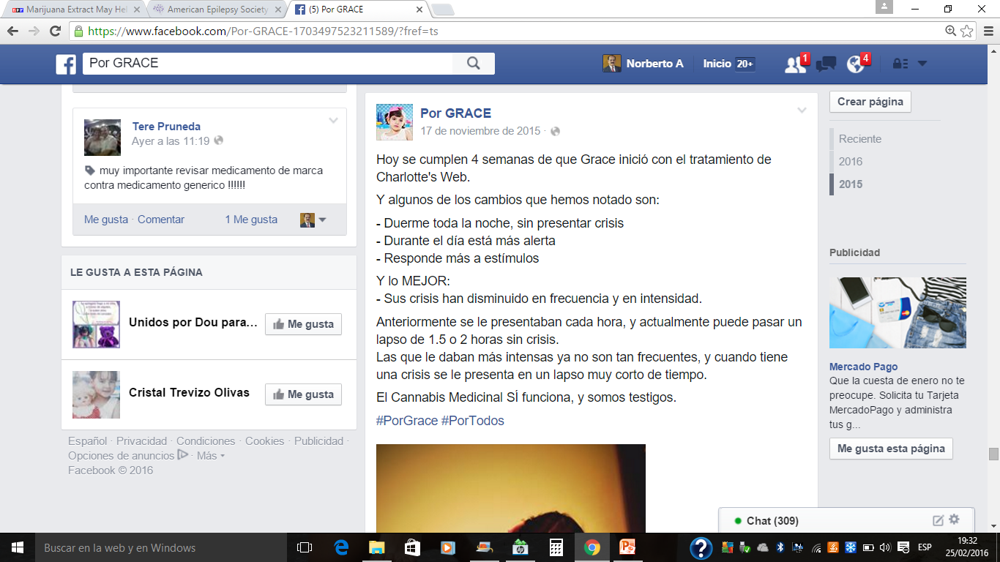 Marijuana Extract May Hel
American Epilepsy Society
(5) Por GRACE
https://www.facebook.com/Por-GRACE-1703497523211589/?fref=ts
Por GRACE
Norberto A
Inicio 20+
1
4
Tere Pruneda
Ayer a las 11:19
muy importante revisar medicamento de marca
contra medicamento generico !!!!!!
Me gusta · Comentar
1 Me gusta
LE GUSTA A ESTA PÁGINA
Unidos por Dou para...
Me gusta
Cristal Trevizo Olivas
Me gusta
Español · Privacidad · Condiciones · Cookies · Publicidad ·
Opciones de anuncios · Más
Facebook © 2016
Por GRACE
17 de noviembre de 2015 ·
Hoy se cumplen 4 semanas de que Grace inició con el tratamiento de
Charlotte's Web.
Y algunos de los cambios que hemos notado son:
- Duerme toda la noche, sin presentar crisis
- Durante el día está más alerta
- Responde más a estímulos
Y lo MEJOR:
- Sus crisis han disminuido en frecuencia y en intensidad.
Anteriormente se le presentaban cada hora, y actualmente puede pasar un
lapso de 1.5 o 2 horas sin crisis.
Las que le daban más intensas ya no son tan frecuentes, y cuando tiene
una crisis se le presenta en un lapso muy corto de tiempo.
El Cannabis Medicinal SÍ funciona, y somos testigos.
#PorGrace #PorTodos
Crear página
Reciente
2016
2015
Publicidad
Mercado Pago
Que la cuesta de enero no te
preocupe. Solicita tu Tarjeta
MercadoPago y administra
tus g...
Me gusta esta página
Chat (309)
Buscar en la web y en Windows
ESP
19:32
25/02/2016